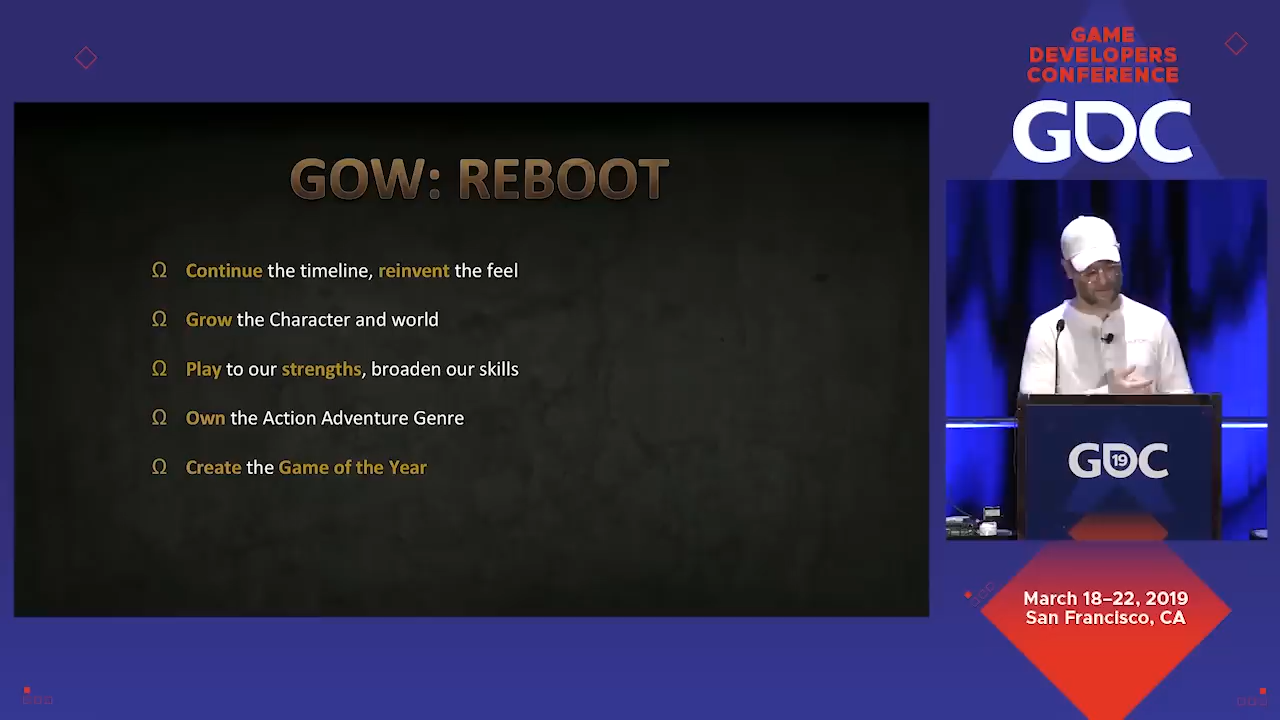 GAME
DEVELOPERS
CONFERENCE
GDC
GOW: REBOOT
Ω Continue the timeline, reinvent the feel
Ω Grow the Character and world
Ω Play to our strengths, broaden our skills
Ω Own the Action Adventure Genre
Ω Create the Game of the Year
GDC
19
March 18–22, 2019
San Francisco, CA